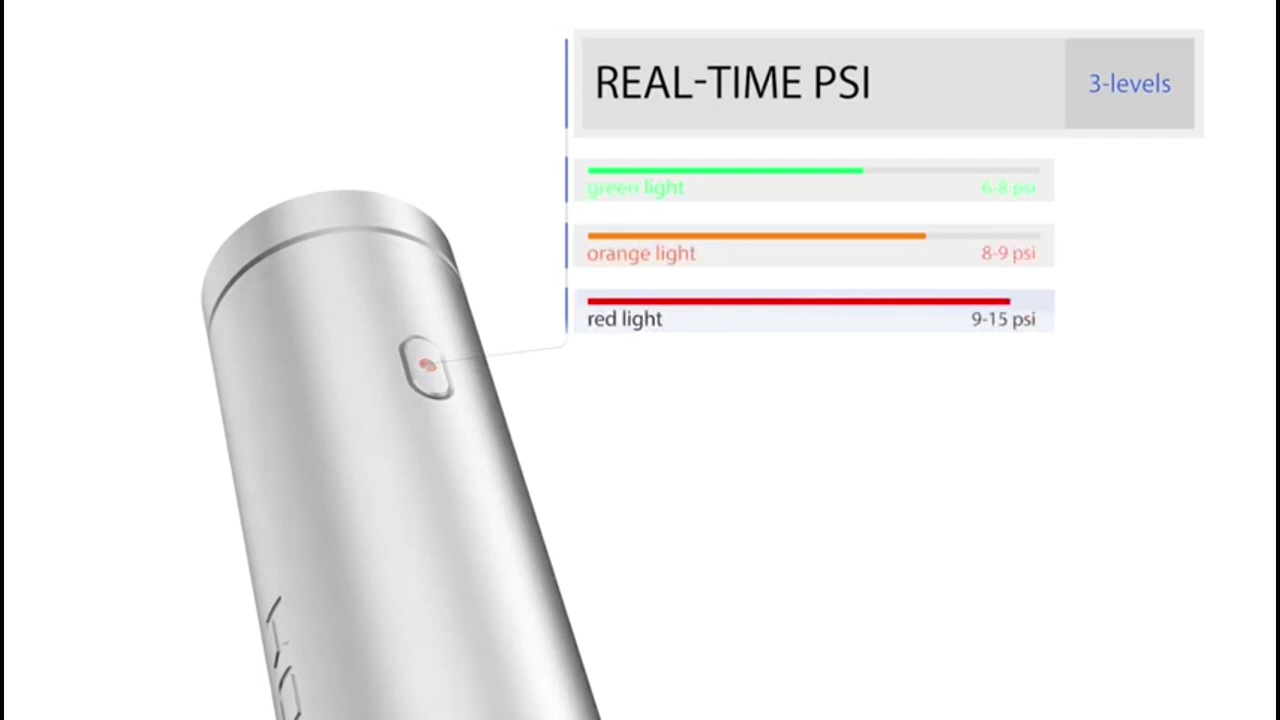 REAL-TIME PSI
3-levels
green light
6-8 psi
orange light
8-9 psi
red light
9-15 psi